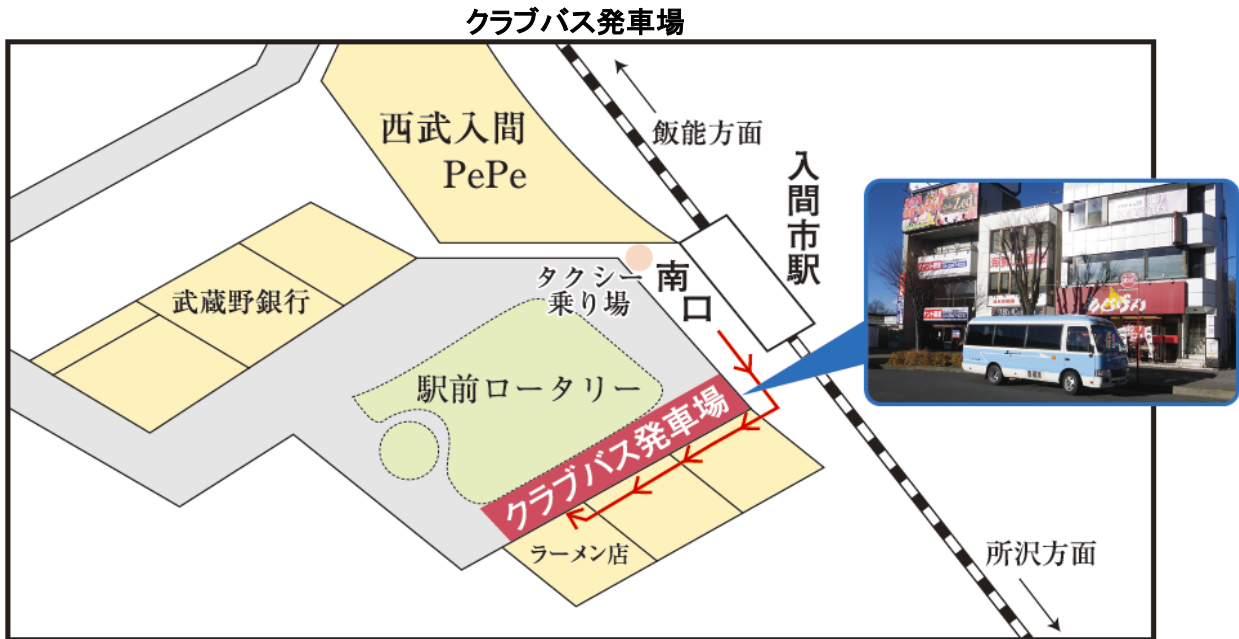 クラブバス発車場
西武入間
PePe
飯能方面
入間市駅
タクシー
乗り場
南口
武蔵野銀行
駅前ロータリー
クラブバス発車場
ラーメン店
所沢方面